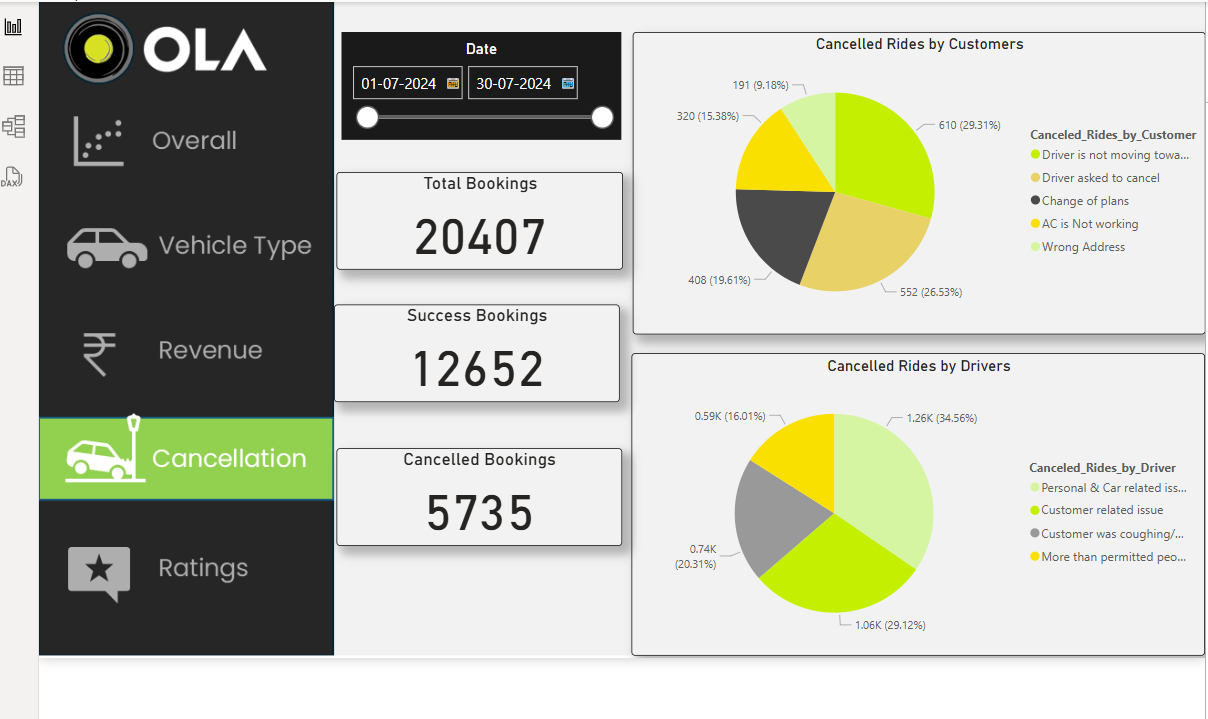 OLA
Overall
Vehicle Type
Revenue
Cancellation
Ratings
DAX
Date
01-07-2024
30-07-2024
Total Bookings
20407
Success Bookings
12652
Cancelled Bookings
5735
Cancelled Rides by Customers
191 (9.18%)
320 (15.38%)
610 (29.31%)
408 (19.61%)
552 (26.53%)
Canceled_Rides_by_Customer
Driver is not moving towa...
Driver asked to cancel
Change of plans
AC is Not working
Wrong Address
Cancelled Rides by Drivers
0.59K (16.01%)
1.26K (34.56%)
0.74K
(20.31%)
1.06K (29.12%)
Canceled_Rides_by_Driver
Personal & Car related iss...
Customer related issue
Customer was coughing/...
More than permitted peo...